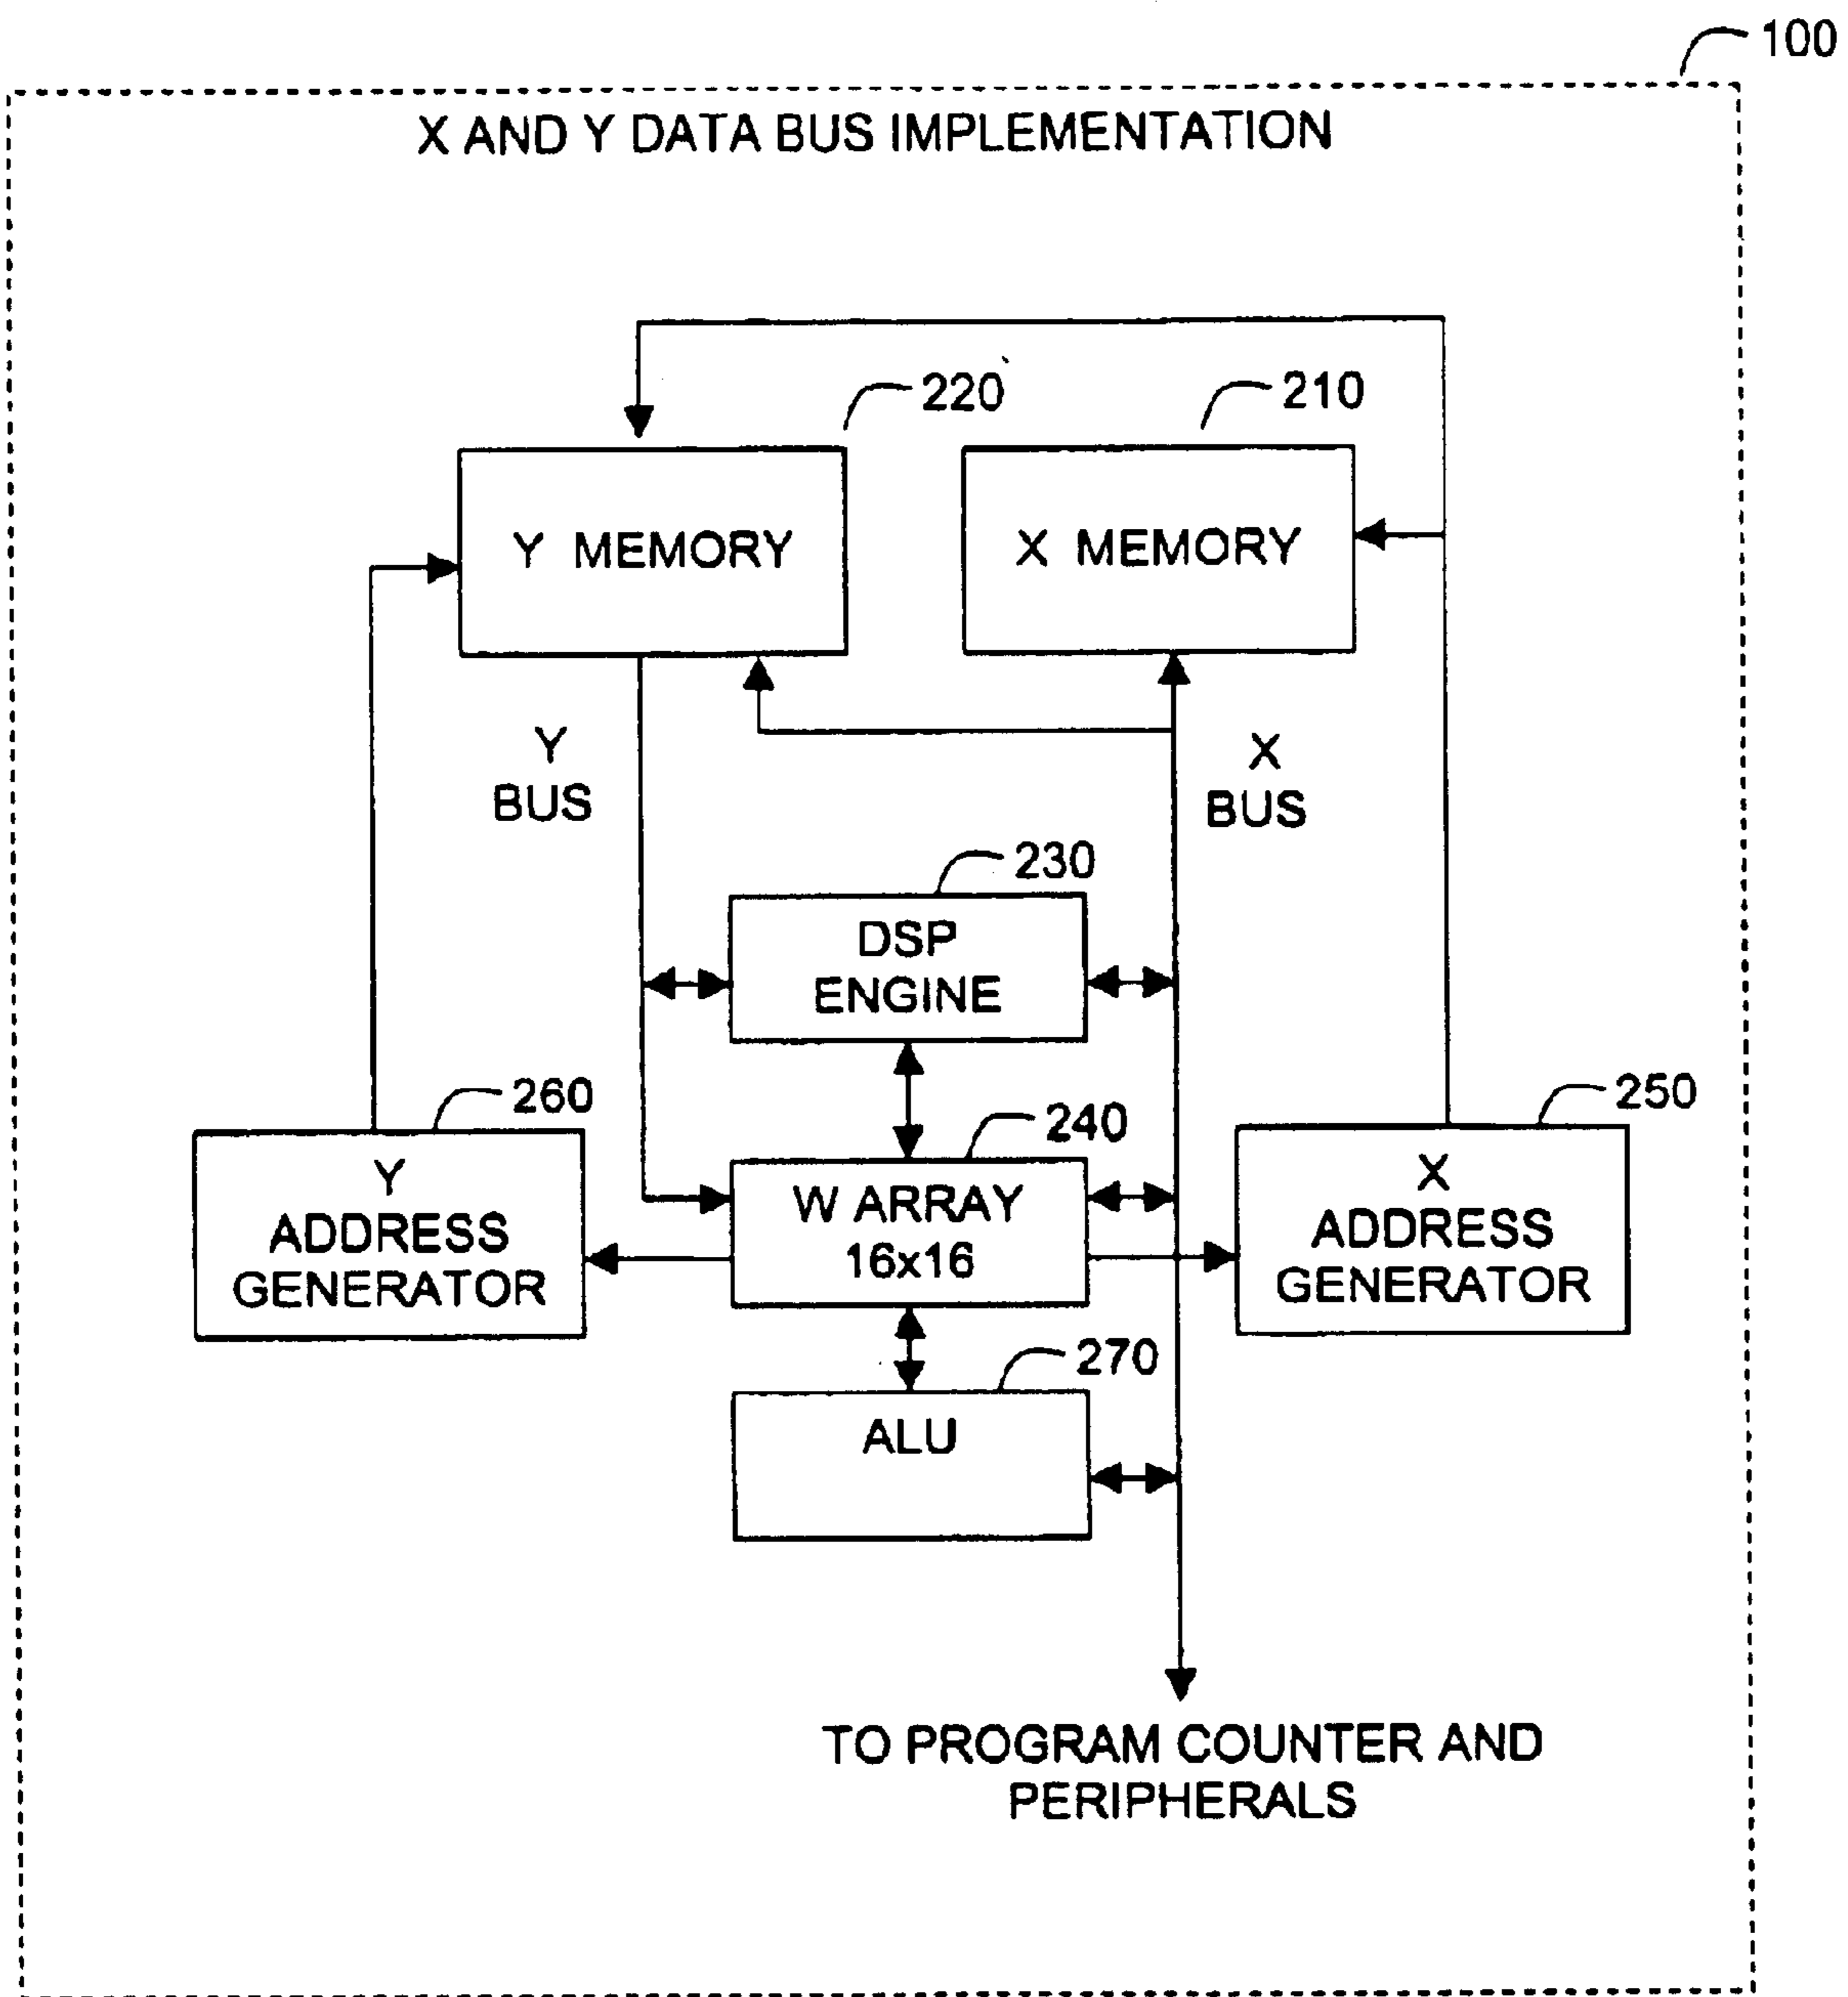 100
X AND Y DATA BUS IMPLEMENTATION
220
210
Y MEMORY
X MEMORY
Y
BUS
X
BUS
230
DSP
ENGINE
260
240
250
Y
ADDRESS
GENERATOR
W ARRAY
16x16
X
ADDRESS
GENERATOR
270
ALU
TO PROGRAM COUNTER AND
PERIPHERALS